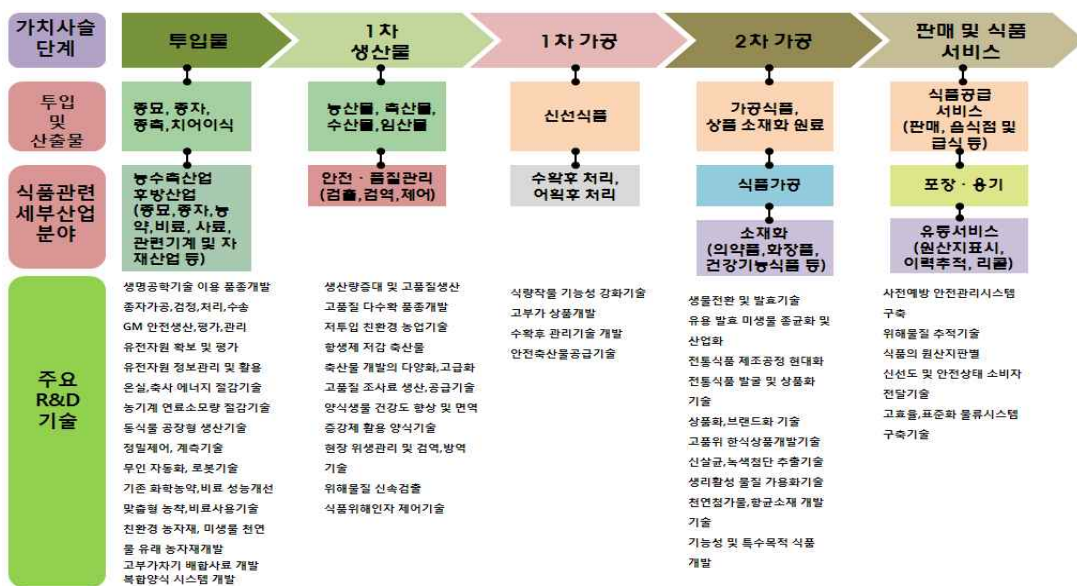 가치사슬
단계
투입물
1차
생산물
1차 가공
2차 가공
판매 및 식품
서비스
투입
및
산출물
종묘, 종자,
종축,치어이식
농산물, 축산물,
수산물,임산물
신선식품
가공식품,
상품 소재화 원료
식품공급
서비스
(판매, 음식점 및
급식 등)
식품관련
세부산업
분야
농수축산업
후방산업
(종묘,종자,농
약,비료, 사료,
관련기계 및 자
재산업 등)
안전 · 품질관리
(검출,검역,제어)
수확후 처리,
어획후 처리
식품가공
소재화
(의약품,화장품,
건강기능식품 등)
포장 · 용기
유통서비스
(원산지표시,
이력추적, 리콜)
주요
R&D
기술
생명공학기술 이용 품종개발
종자가공,검정,처리,수송
GM 안전생산,평가,관리
유전자원 확보 및 평가
유전자원 정보관리 및 활용
온실,축사 에너지 절감기술
농기계 연료소모량 절감기술
동식물 공장형 생산기술
정밀제어, 계측기술
무인 자동화, 로봇기술
기존 화학농약,비료 성능개선
맞춤형 농약,비료사용기술
친환경 농자재, 미생물 천연
물 유래 농자재개발
고부가가치 배합사료 개발
복합양식 시스템 개발
생산량증대 및 고품질생산
고품질 다수확 품종개발
저투입 친환경 농업기술
항생제 저감 축산물
축산물 개발의 다양화,고급화
고품질 조사료 생산,공급기술
양식생물 건강도 향상 및 면역
증강제 활용 양식기술
현장 위생관리 및 검역,방역
기술
위해물질 신속검출
식품위해인자 제어기술
식량작물 기능성 강화기술
고부가 상품개발
수확후 관리기술 개발
안전축산물공급기술
생물전환 및 발효기술
유용 발효 미생물 종균화 및
산업화
전통식품 제조공정 현대화
전통식품 발굴 및 상품화
기술
상품화,브랜드화 기술
고품위 한식상품개발기술
신살균,녹색첨단 추출기술
생리활성 물질 가용화기술
천연첨가물,항균소재 개발
기술
기능성 및 특수목적 식품
개발
사전예방 안전관리시스템
구축
위해물질 추적기술
식품의 원산지판별
신선도 및 안전상태 소비자
전달기술
고효율,표준화 물류시스템
구축기술